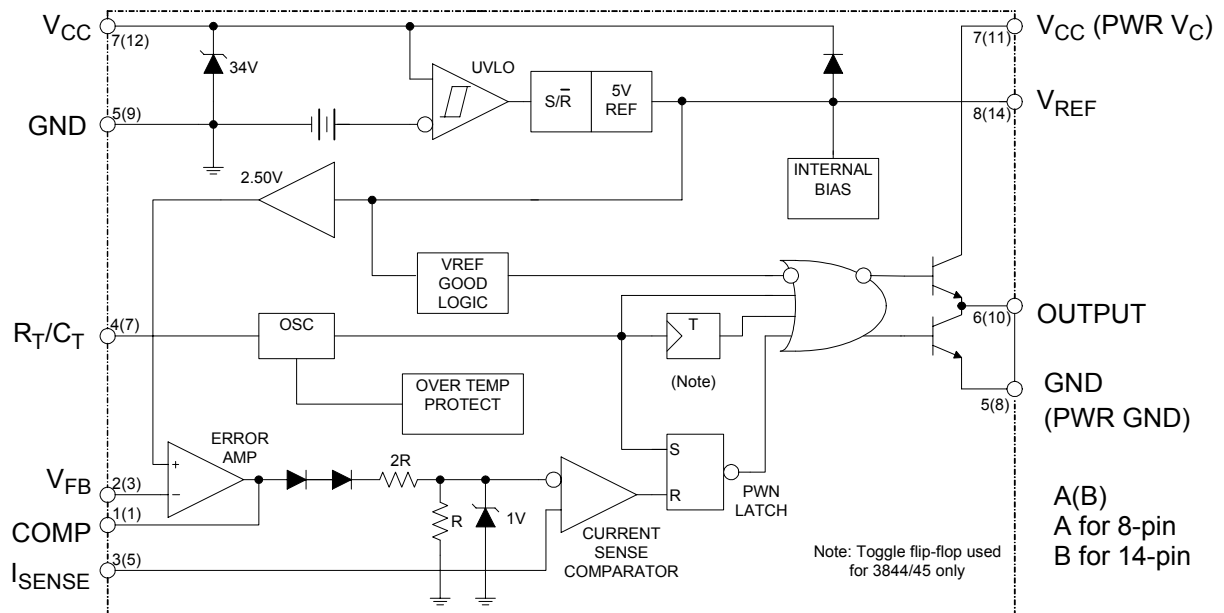 VCC
7(12)
34V
UVLO
S/R̅
5V
REF
VCC (PWR VC)
7(11)
GND
5(9)
VREF
8(14)
2.50V
INTERNAL
BIAS
VREF
GOOD
LOGIC
RT/CT
4(7)
OSC
T
(Note)
OUTPUT
6(10)
OVER TEMP
PROTECT
GND
(PWR GND)
5(8)
ERROR
AMP
+
−
VFB
2(3)
COMP
1(1)
2R
R
1V
S
R
PWN
LATCH
CURRENT
SENSE
COMPARATOR
ISENSE
3(5)
Note: Toggle flip-flop used
for 3844/45 only
A(B)
A for 8-pin
B for 14-pin